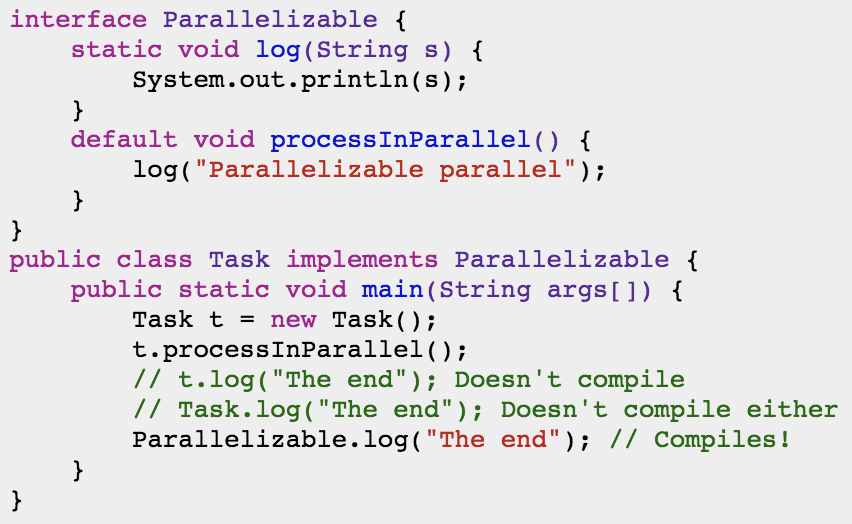 interface Parallelizable {
    static void log(String s) {
        System.out.println(s);
    }
    default void processInParallel() {
        log("Parallelizable parallel");
    }
}
public class Task implements Parallelizable {
    public static void main(String args[]) {
        Task t = new Task();
        t.processInParallel();
        // t.log("The end"); Doesn't compile
        // Task.log("The end"); Doesn't compile either
        Parallelizable.log("The end"); // Compiles!
    }
}